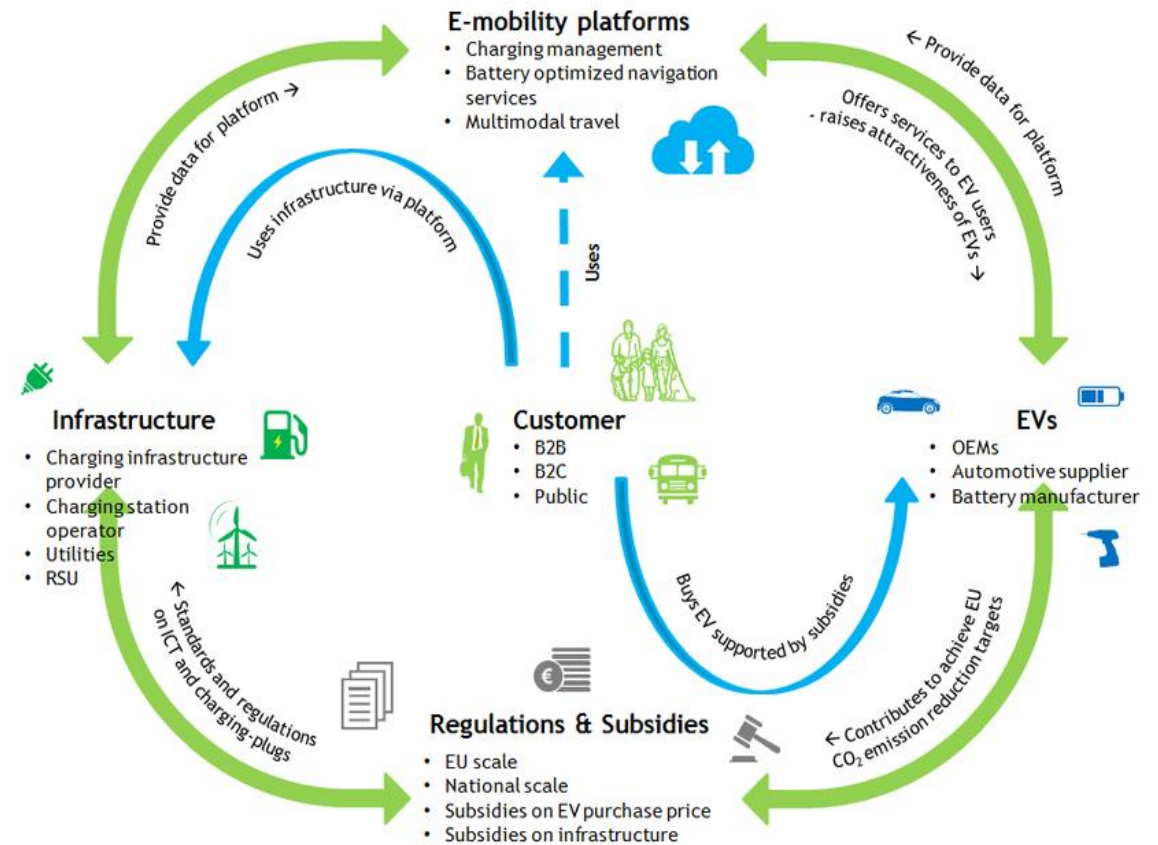 E-mobility platforms
• Charging management
• Battery optimized navigation
services
• Multimodal travel
Provide data for platform →
← Provide data for platform
Offers services to EV users
- raises attractiveness of EVs →
Uses infrastructure via platform
Uses
Infrastructure
• Charging infrastructure
provider
• Charging station
operator
• Utilities
• RSU
Customer
• B2B
• B2C
• Public
EVs
• OEMs
• Automotive supplier
• Battery manufacturer
← Standards and regulations
on ICT and charging-plugs
Buys EV supported by subsidies
← Contributes to achieve EU
CO₂ emission reduction targets
€
Regulations & Subsidies
• EU scale
• National scale
• Subsidies on EV purchase price
• Subsidies on infrastructure